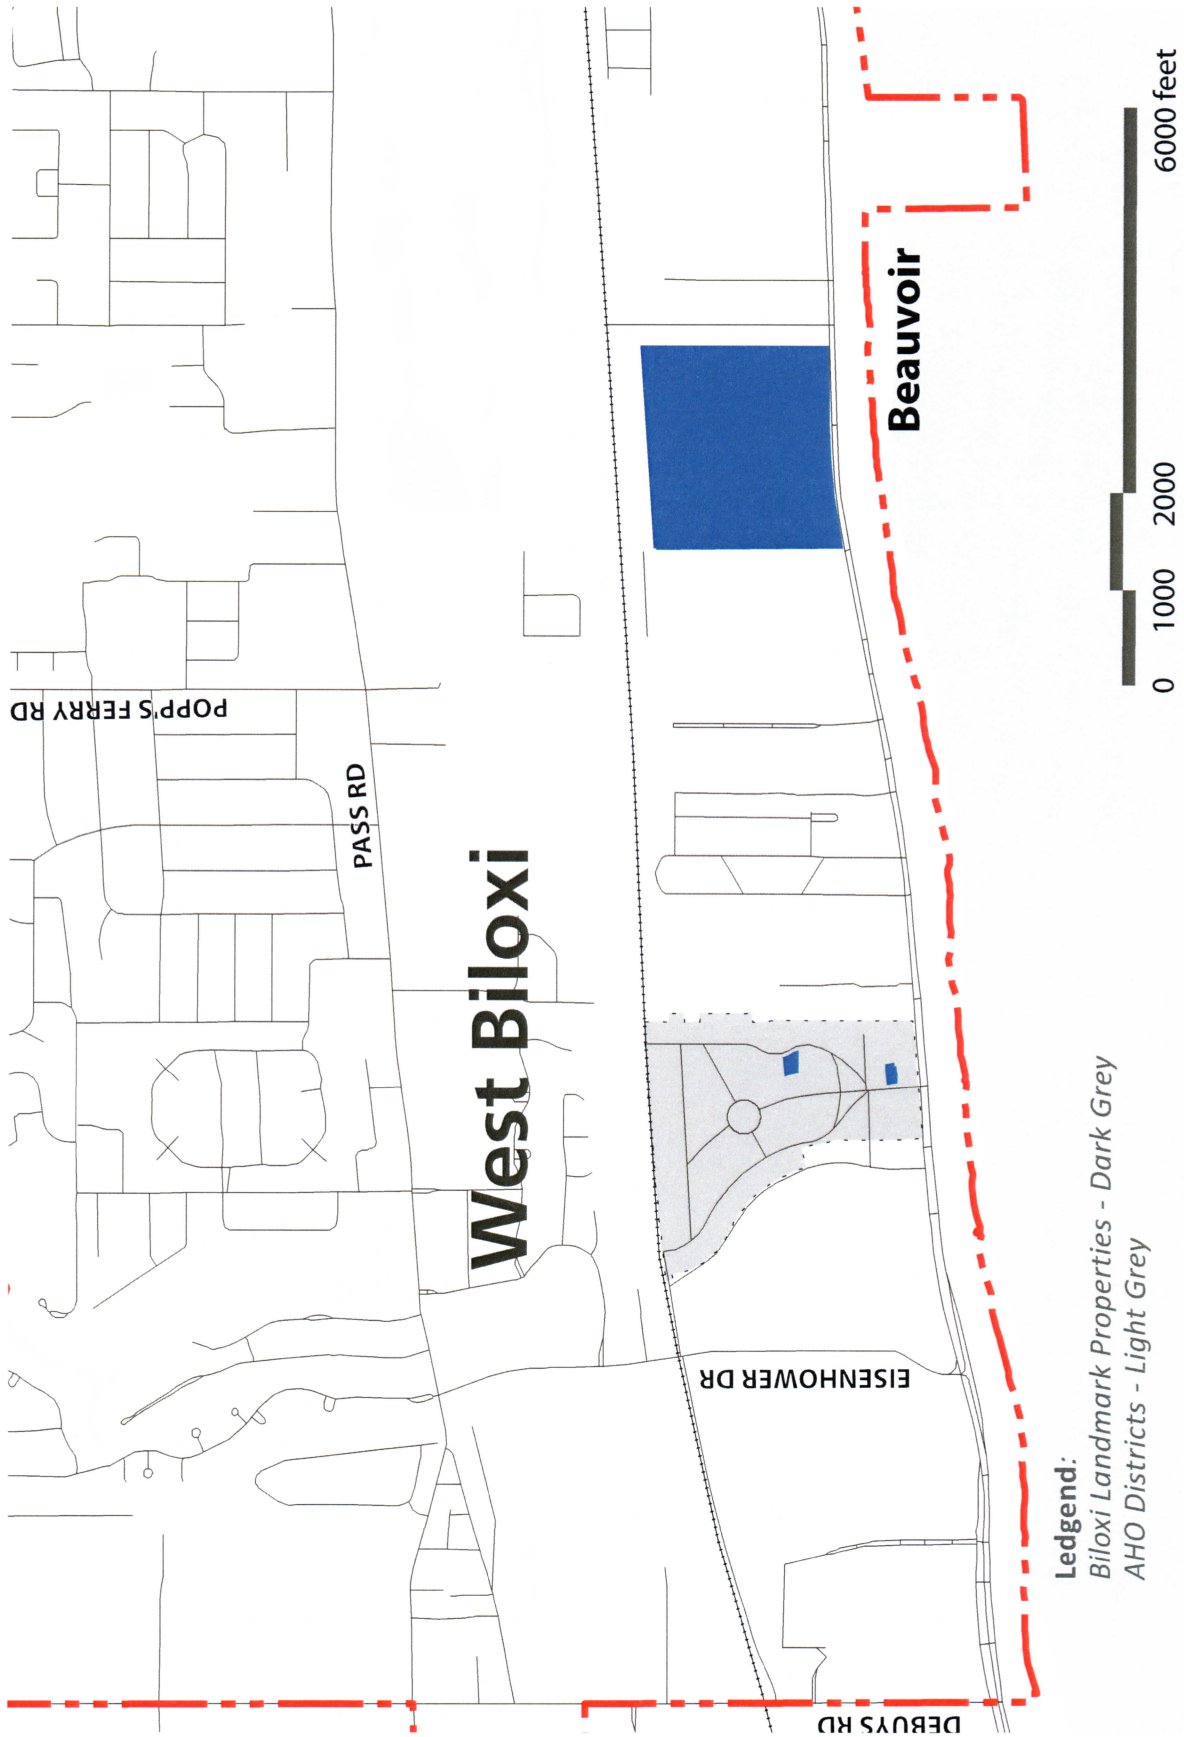 POPP'S FERRY RD
PASS RD
West Biloxi
Beauvoir
EISENHOWER DR
DEBUYS RD
0 1000 2000 6000 feet
Ledgend:
Biloxi Landmark Properties - Dark Grey
AHO Districts - Light Grey